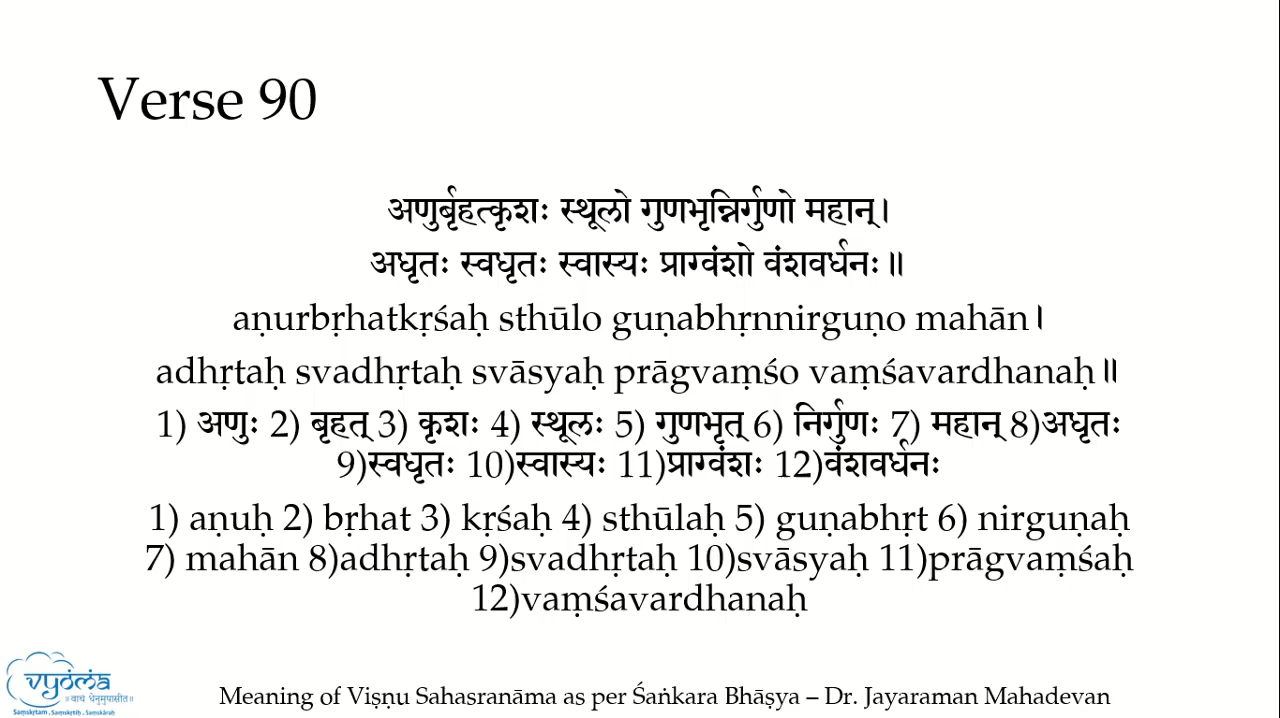 Verse 90
अणुर्बृहत्कृशः स्थूलो गुणभृन्निर्गुणो महान्।
अधृतः स्वधृतः स्वास्यः प्राग्वंशो वंशवर्धनः॥
aṇurbṛhatkṛśaḥ sthūlo guṇabhṛnnirguṇo mahān।
adhṛtaḥ svadhṛtaḥ svāsyaḥ prāgvaṃśo vaṃśavardhanaḥ॥
1) अणुः 2) बृहत् 3) कृशः 4) स्थूलः 5) गुणभृत् 6) निर्गुणः 7) महान् 8)अधृतः
9)स्वधृतः 10)स्वास्यः 11)प्राग्वंशः 12)वंशवर्धनः
1) aṇuḥ 2) bṛhat 3) kṛśaḥ 4) sthūlaḥ 5) guṇabhṛt 6) nirguṇaḥ
7) mahān 8)adhṛtaḥ 9)svadhṛtaḥ 10)svāsyaḥ 11)prāgvaṃśaḥ
12)vaṃśavardhanaḥ
vyoma
॥ वाचं धेनुमुपासीत॥
Saṃskṛtam . Saṃskṛtiḥ . Saṃskāraḥ
Meaning of Viṣṇu Sahasranāma as per Śaṅkara Bhāṣya – Dr. Jayaraman Mahadevan